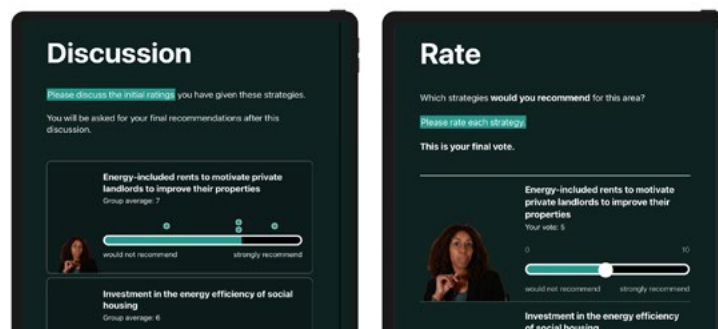 Discussion
Please discuss the initial ratings you have given these strategies.
You will be asked for your final recommendations after this
discussion.
Energy-included rents to motivate private
landlords to improve their properties
Group average: 7
would not recommend
strongly recommend
Investment in the energy efficiency of social
housing
Group average: 6
Rate
Which strategies would you recommend for this area?
Please rate each strategy.
This is your final vote.
Energy-included rents to motivate
private landlords to improve their
properties
Your vote: 5
0
10
would not recommend
strongly recommend
Investment in the energy efficiency
of social housing